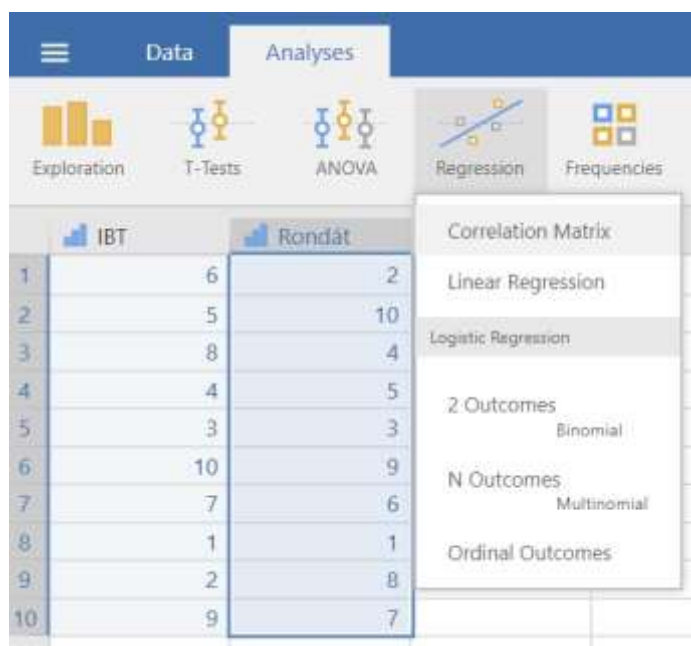 Data Analyses
Exploration T-Tests ANOVA Regression Frequencies
IBT Rondát
Correlation Matrix
Linear Regression
Logistic Regression
2 Outcomes
Binomial
N Outcomes
Multinomial
Ordinal Outcomes
1 6 2
2 5 10
3 8 4
4 4 5
5 3 3
6 10 9
7 7 6
8 1 1
9 2 8
10 9 7